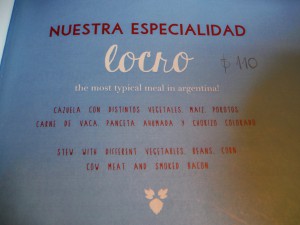 NUESTRA ESPECIALIDAD
locro
$ 110
the most typical meal in argentina!
CAZUELA CON DISTINTOS VEGETALES, MAIZ, POROTOS
CARNE DE VACA, PANCETA AHUMADA Y CHORIZO COLORADO
STEW WITH DIFFERENT VEGETABLES, BEANS, CORN
COW MEAT AND SMOKED BACON